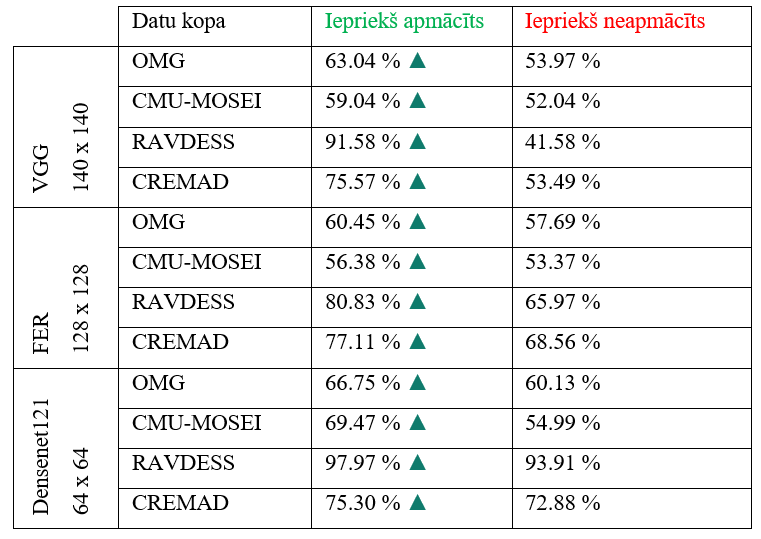 Datu kopa Iepriekš apmācīts Iepriekš neapmācīts
VGG
140 x 140
OMG 63.04 % ▲ 53.97 %
CMU-MOSEI 59.04 % ▲ 52.04 %
RAVDESS 91.58 % ▲ 41.58 %
CREMAD 75.57 % ▲ 53.49 %
FER
128 x 128
OMG 60.45 % ▲ 57.69 %
CMU-MOSEI 56.38 % ▲ 53.37 %
RAVDESS 80.83 % ▲ 65.97 %
CREMAD 77.11 % ▲ 68.56 %
Densenet121
64 x 64
OMG 66.75 % ▲ 60.13 %
CMU-MOSEI 69.47 % ▲ 54.99 %
RAVDESS 97.97 % ▲ 93.91 %
CREMAD 75.30 % ▲ 72.88 %